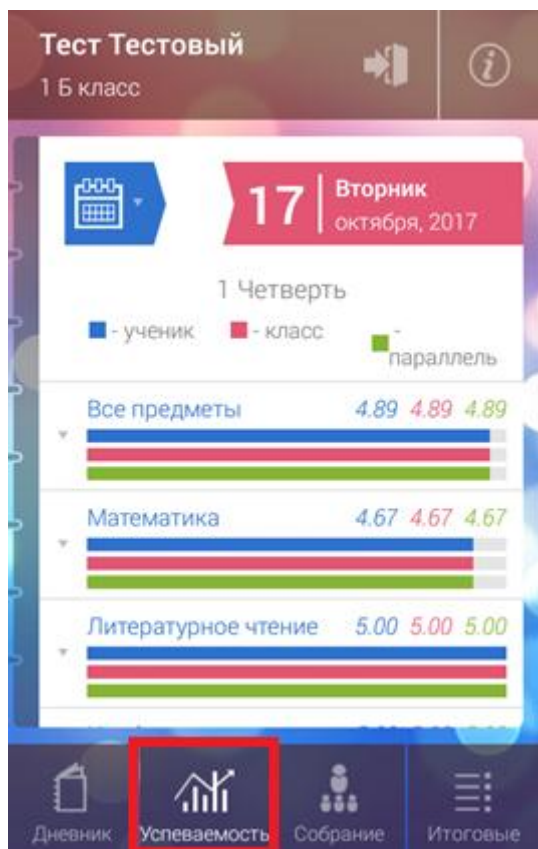 Тест Тестовый
1 Б класс
i
17
Вторник
октября, 2017
1 Четверть
- ученик - класс - параллель
Все предметы 4.89 4.89 4.89
Математика 4.67 4.67 4.67
Литературное чтение 5.00 5.00 5.00
Дневник Успеваемость Собрание Итоговые